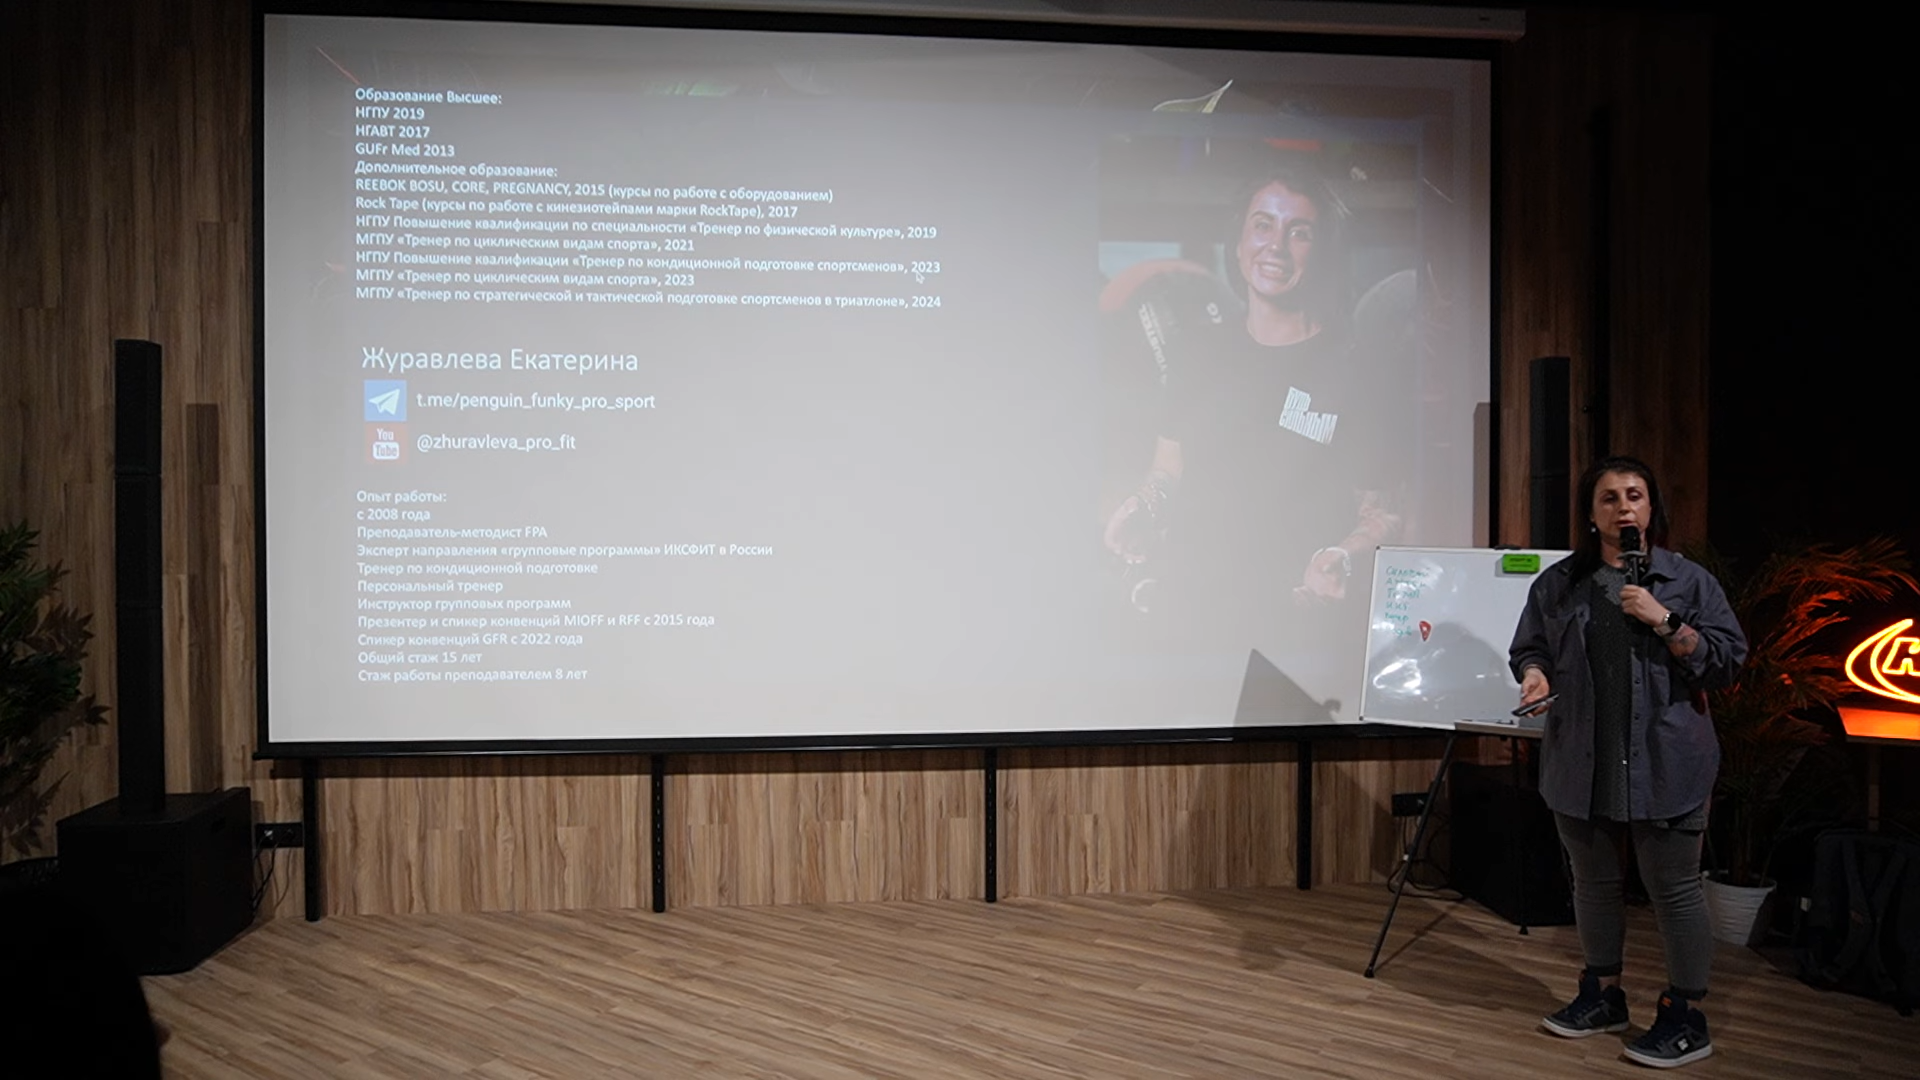 Образование Высшее:
НГПУ 2019
НГАВТ 2017
GUFr Med 2013
Дополнительное образование:
REEBOK BOSU, CORE, PREGNANCY, 2015 (курсы по работе с оборудованием)
Rock Tape (курсы по работе с кинезиотейпами марки RockTape), 2017
НГПУ Повышение квалификации по специальности «Тренер по физической культуре», 2019
МГПУ «Тренер по циклическим видам спорта», 2021
НГПУ Повышение квалификации «Тренер по кондиционной подготовке спортсменов», 2023
МГПУ «Тренер по циклическим видам спорта», 2023
МГПУ «Тренер по стратегической и тактической подготовке спортсменов в триатлоне», 2024
Журавлева Екатерина
t.me/penguin_funky_pro_sport
You
Tube
@zhuravleva_pro_fit
Опыт работы:
с 2008 года
Преподаватель-методист FPA
Эксперт направления «групповые программы» ИКСФИТ в России
Тренер по кондиционной подготовке
Персональный тренер
Инструктор групповых программ
Презентер и спикер конвенций MIOFF и RFF с 2015 года
Спикер конвенций GFR с 2022 года
Общий стаж 15 лет
Стаж работы преподавателем 8 лет